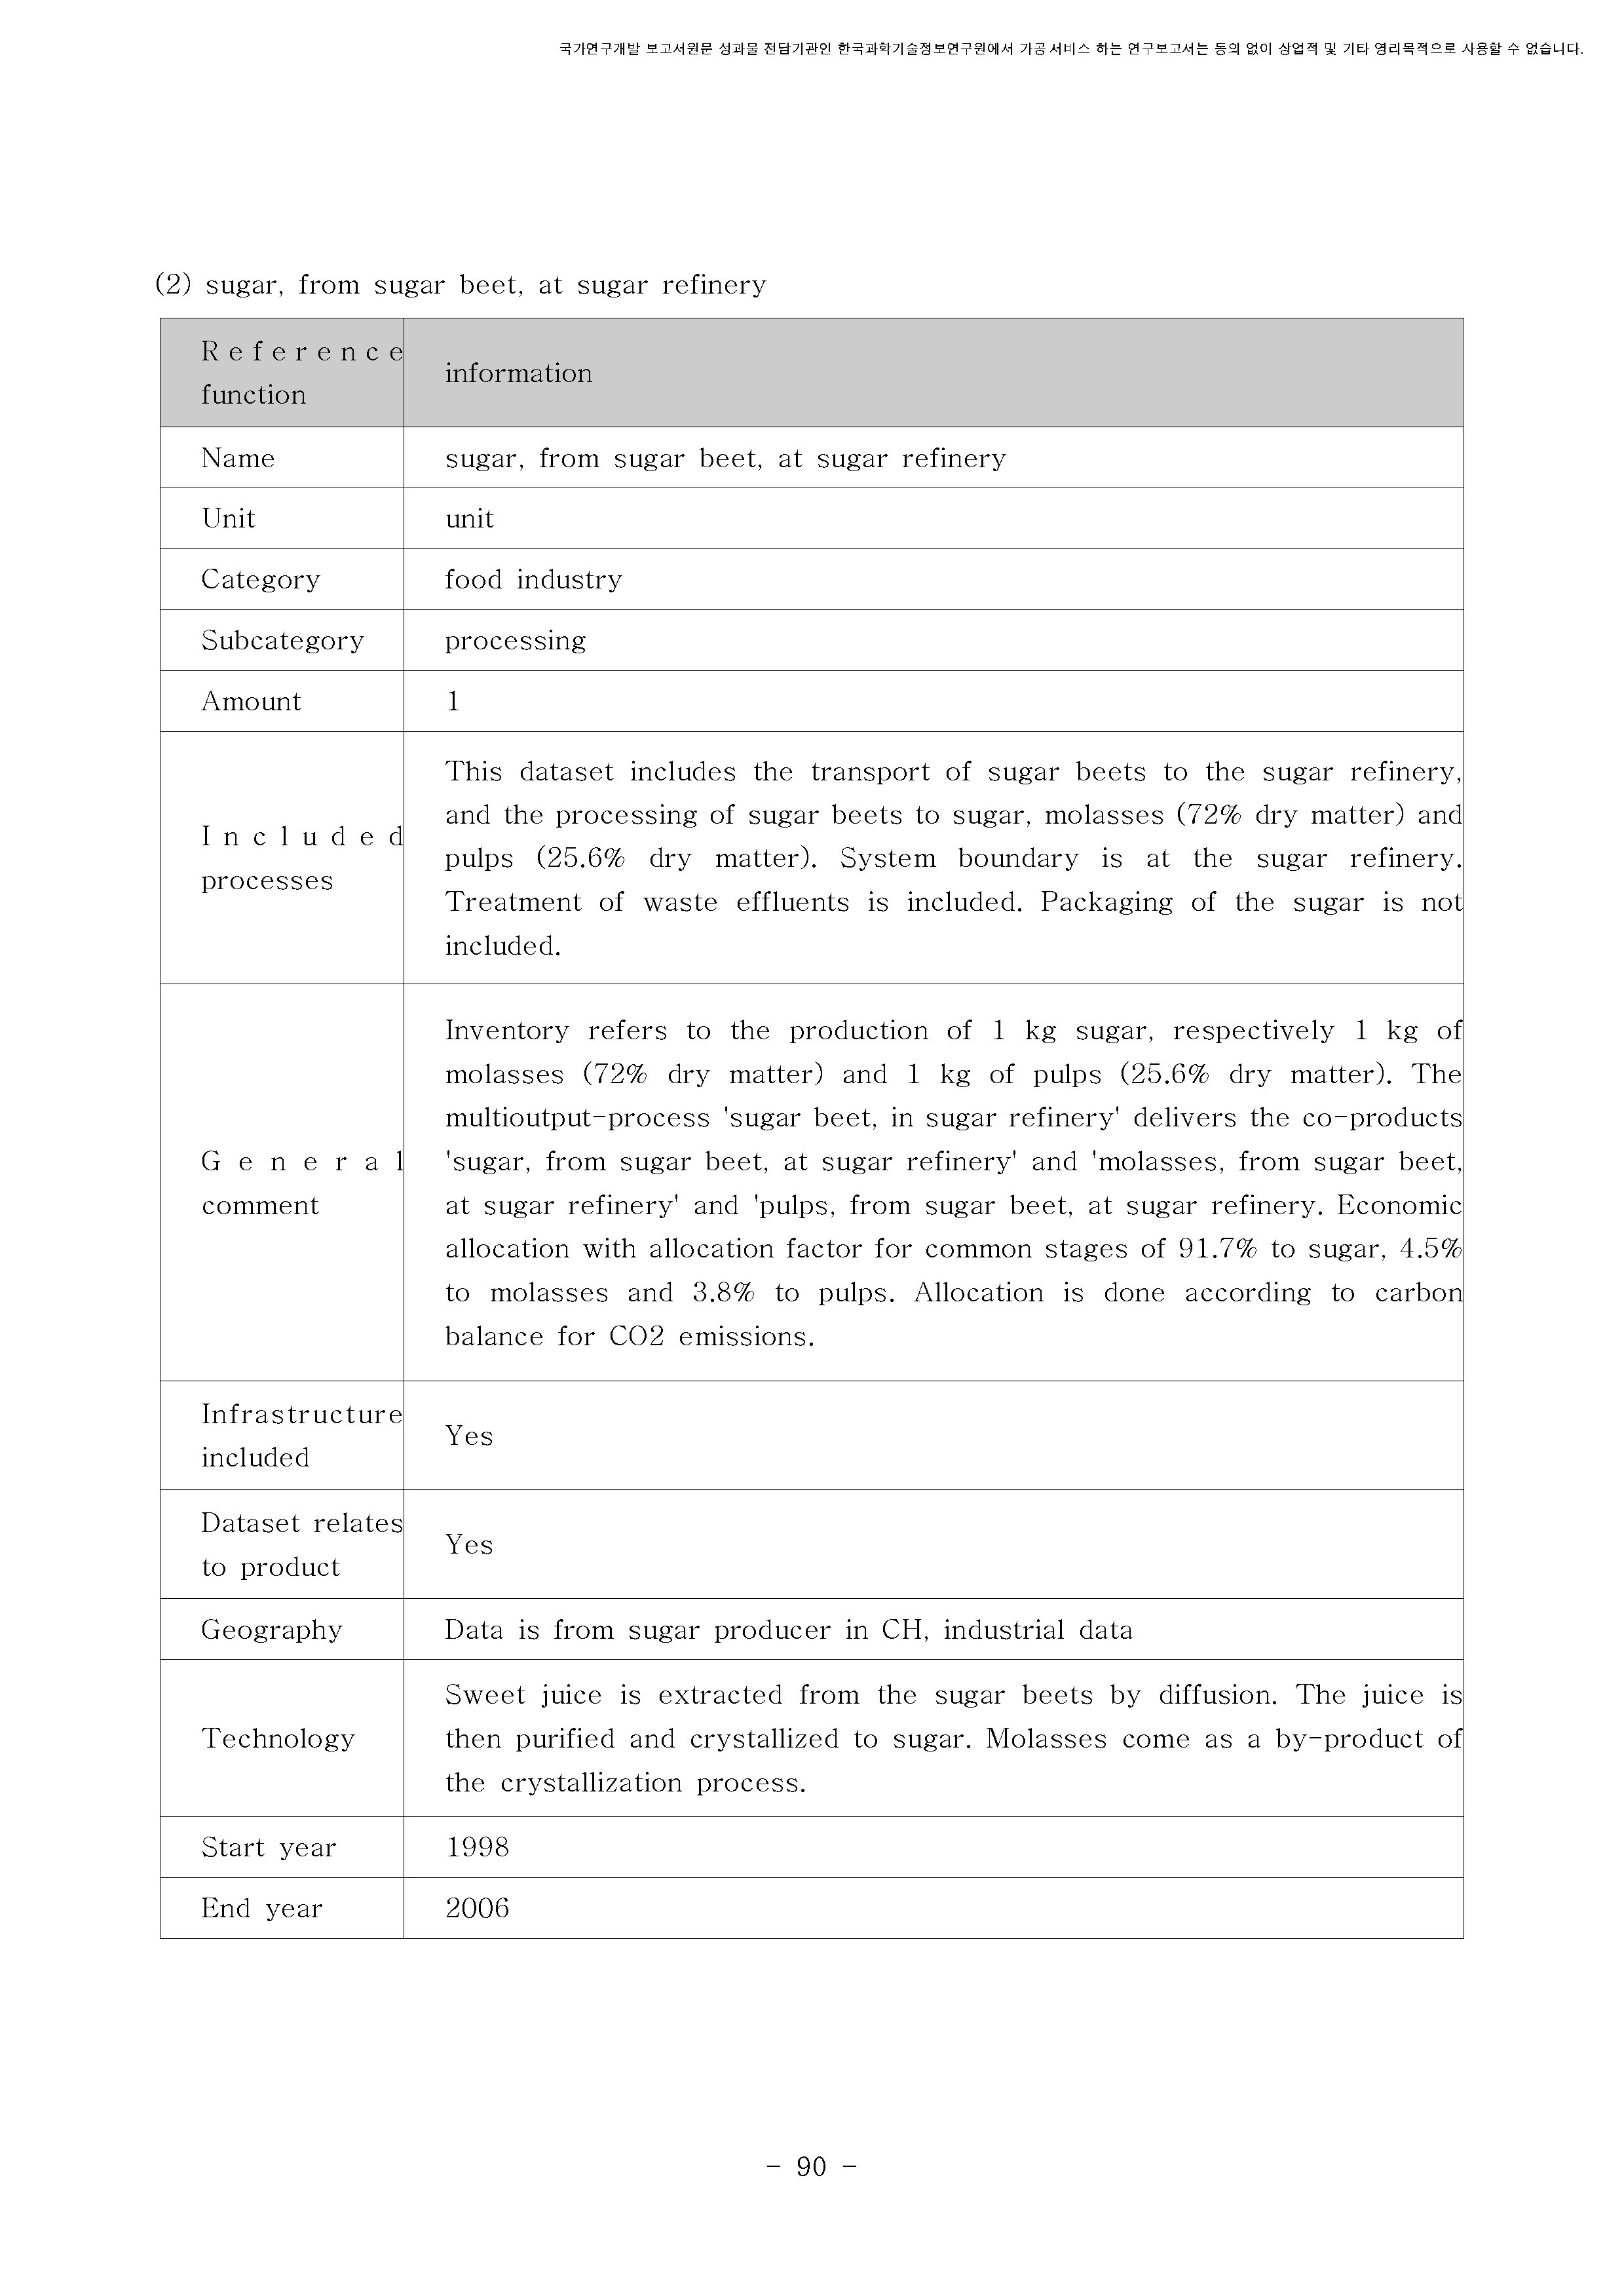 국가연구개발 보고서원문 성과물 전담기관인 한국과학기술정보연구원에서 가공·서비스 하는 연구보고서는 동의 없이 상업적 및 기타 영리목적으로 사용할 수 없습니다.
(2) sugar, from sugar beet, at sugar refinery
Reference
function
information
Name
sugar, from sugar beet, at sugar refinery
Unit
unit
Category
food industry
Subcategory
processing
Amount
1
Included
processes
This dataset includes the transport of sugar beets to the sugar refinery,
and the processing of sugar beets to sugar, molasses (72% dry matter) and
pulps (25.6% dry matter). System boundary is at the sugar refinery.
Treatment of waste effluents is included. Packaging of the sugar is not
included.
General
comment
Inventory refers to the production of 1 kg sugar, respectively 1 kg of
molasses (72% dry matter) and 1 kg of pulps (25.6% dry matter). The
multioutput-process 'sugar beet, in sugar refinery' delivers the co-products
'sugar, from sugar beet, at sugar refinery' and 'molasses, from sugar beet,
at sugar refinery' and 'pulps, from sugar beet, at sugar refinery. Economic
allocation with allocation factor for common stages of 91.7% to sugar, 4.5%
to molasses and 3.8% to pulps. Allocation is done according to carbon
balance for CO2 emissions.
Infrastructure
included
Yes
Dataset relates
to product
Yes
Geography
Data is from sugar producer in CH, industrial data
Technology
Sweet juice is extracted from the sugar beets by diffusion. The juice is
then purified and crystallized to sugar. Molasses come as a by-product of
the crystallization process.
Start year
1998
End year
2006
- 90 -